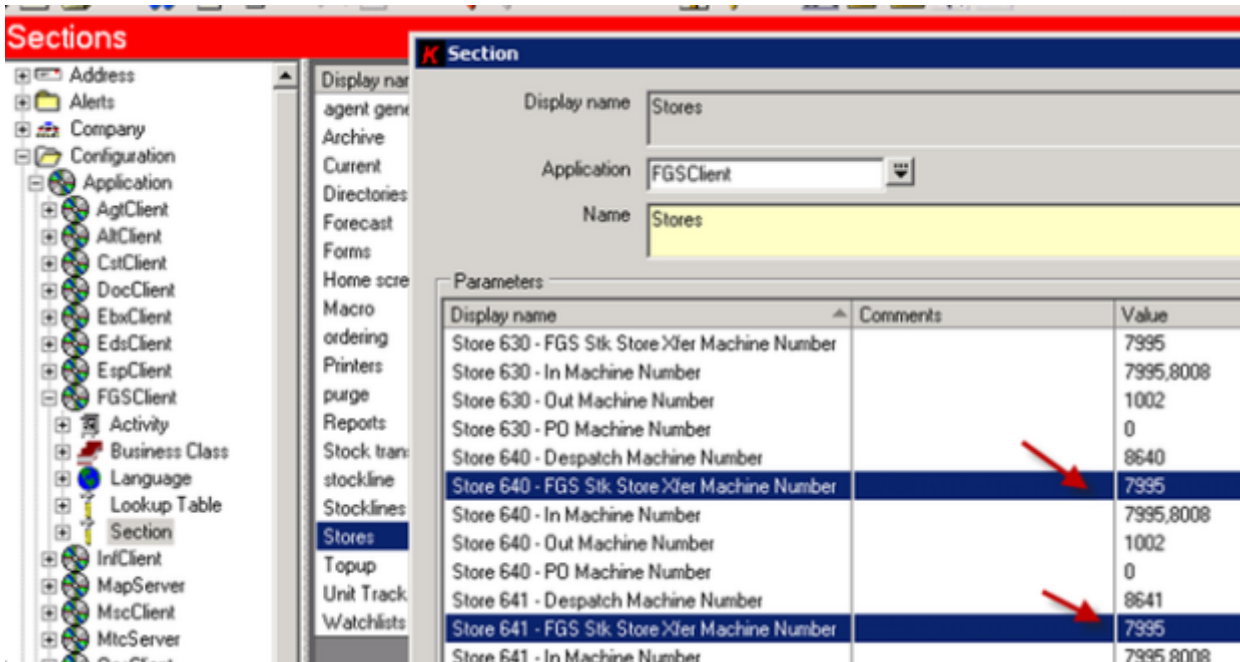 Sections
Address
Alerts
Company
Configuration
Application
AgtClient
AltClient
CstClient
DocClient
EbxClient
EdsClient
EspClient
FGSClient
Activity
Business Class
Language
Lookup Table
Section
InfClient
MapServer
MscClient
MtcServer
Display nar
agent gene
Archive
Current
Directories
Forecast
Forms
Home scre
Macro
ordering
Printers
purge
Reports
Stock tran
stockline
Stocklines
Stores
Topup
Unit Track
Watchlists
K Section
Display name Stores
Application FGSClient
Name Stores
Parameters
Display name Comments Value
Store 630 - FGS Stk Store Xfer Machine Number 7995
Store 630 - In Machine Number 7995,8008
Store 630 - Out Machine Number 1002
Store 630 - PO Machine Number 0
Store 640 - Despatch Machine Number 8640
Store 640 - FGS Stk Store Xfer Machine Number 7995
Store 640 - In Machine Number 7995,8008
Store 640 - Out Machine Number 1002
Store 640 - PO Machine Number 0
Store 641 - Despatch Machine Number 8641
Store 641 - FGS Stk Store Xfer Machine Number 7995
Store 641 - In Machine Number 7995,8008